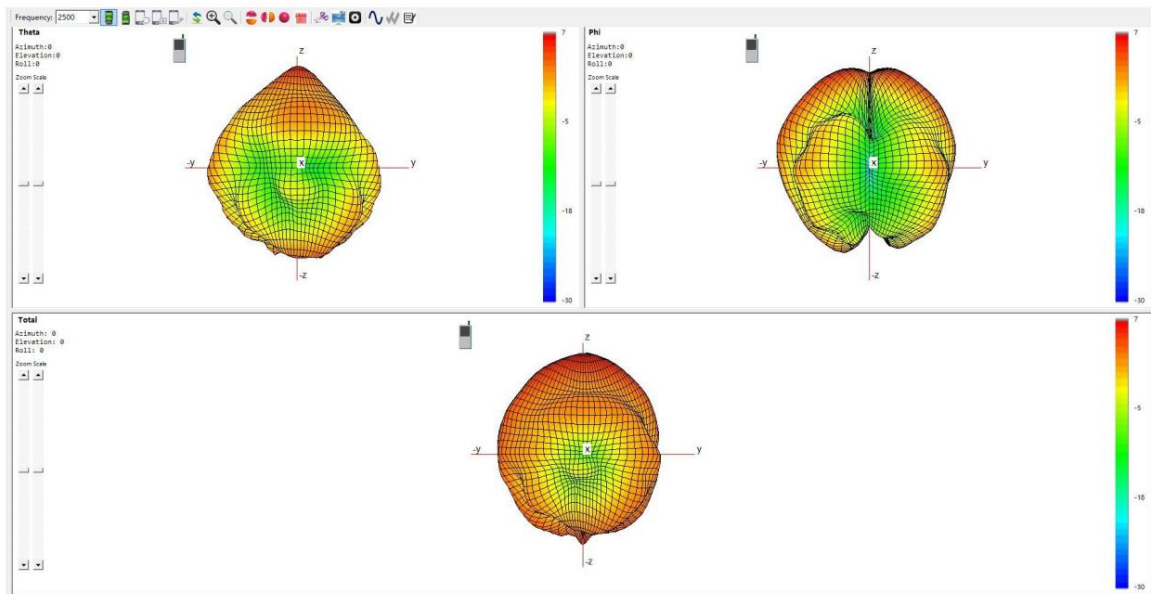 Frequency: 2500
Theta
Azimuth:0
Elevation:0
Roll:0
Zoom Scale
z
-y
x
y
-z
7
-5
-18
-30
Phi
Azimuth:0
Elevation:0
Roll:0
Zoom Scale
z
-y
x
y
-z
7
-5
-18
-30
Total
Azimuth: 0
Elevation: 0
Roll: 0
Zoom Scale
z
-y
x
y
-z
7
-5
-18
-30